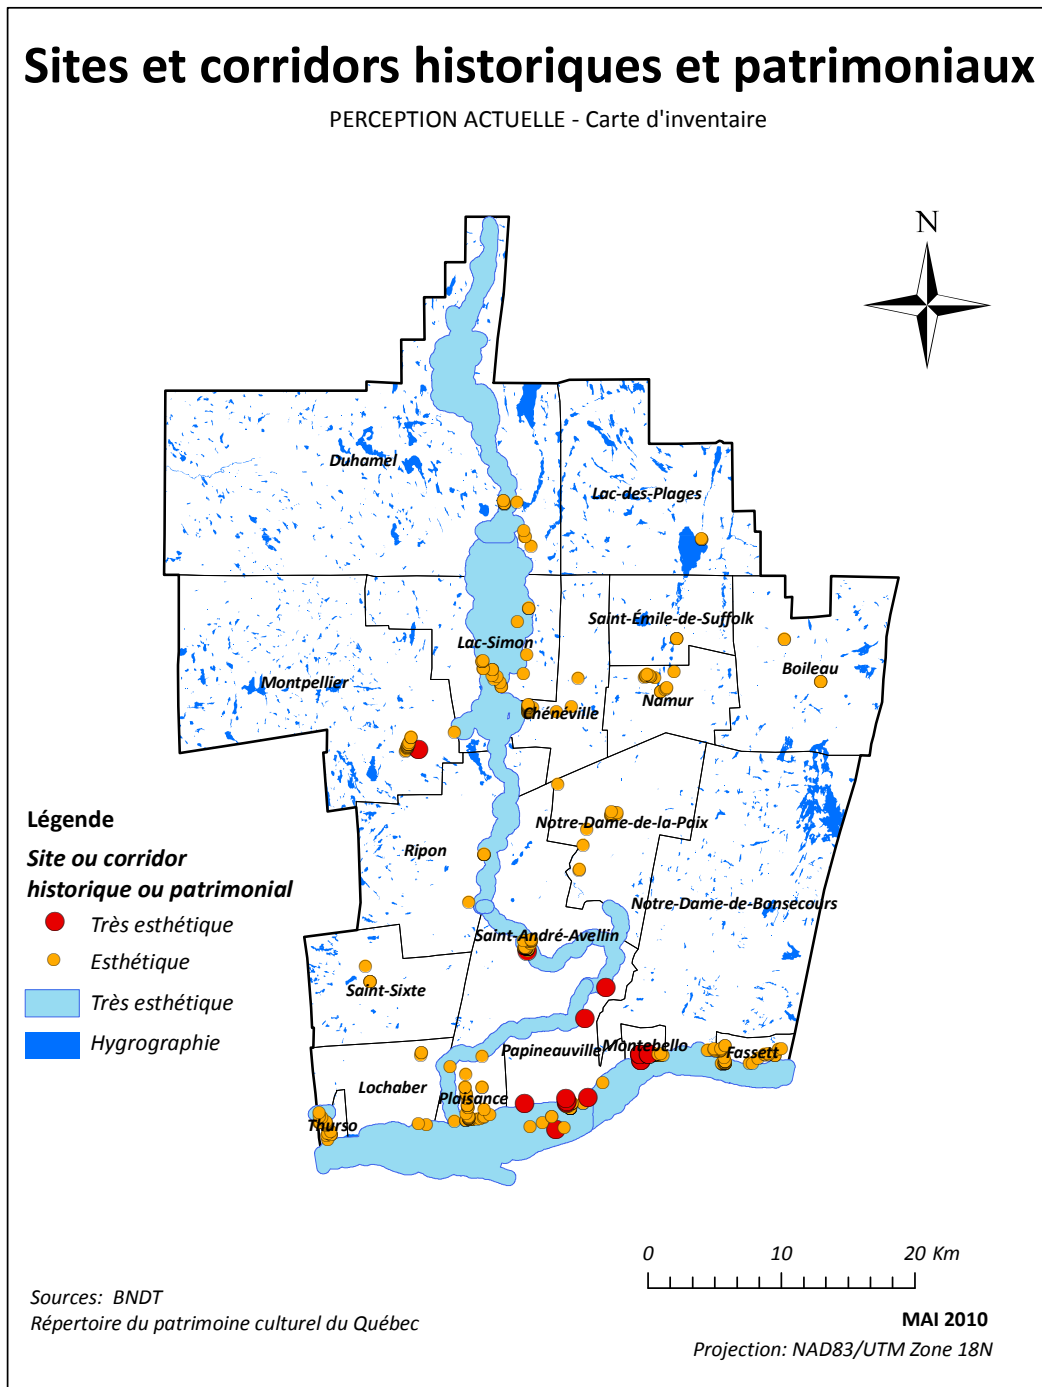 Sites et corridors historiques et patrimoniaux
PERCEPTION ACTUELLE - Carte d'inventaire
N
Duhamel
Lac-des-Plages
Saint-Émile-de-Suffolk
Lac-Simon
Boileau
Montpellier
Namur
Chénéville
Notre-Dame-de-la-Paix
Ripon
Notre-Dame-de-Bonsecours
Saint-André-Avellin
Saint-Sixte
Papineauville
Montebello
Fassett
Lochaber
Plaisance
Thurso
Légende
Site ou corridor
historique ou patrimonial
Très esthétique
Esthétique
Très esthétique
Hygrographie
0 10 20 Km
Sources: BNDT
Répertoire du patrimoine culturel du Québec
MAI 2010
Projection: NAD83/UTM Zone 18N